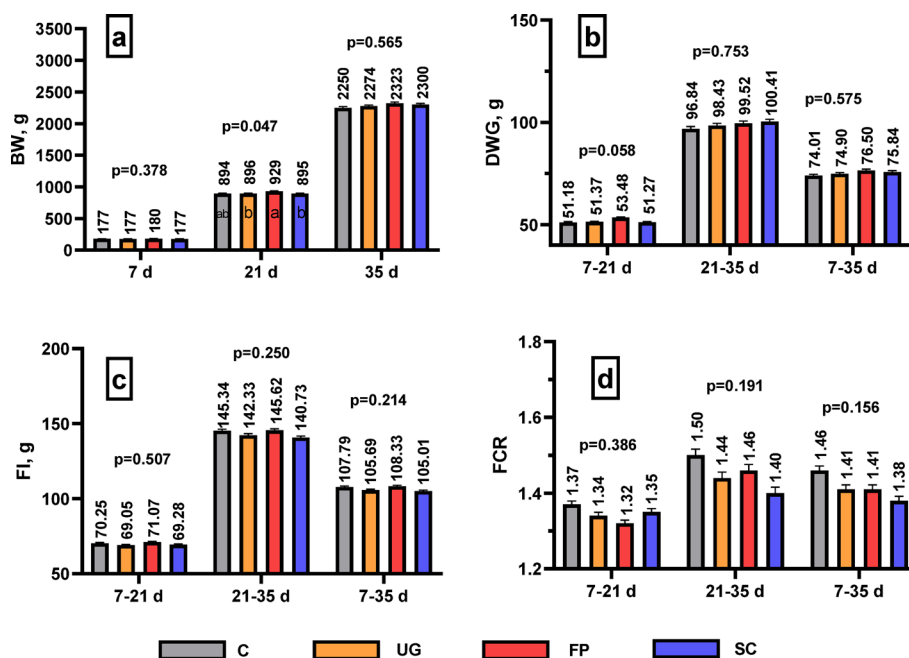 a
BW, g
3500
3000
2500
2000
1500
1000
500
0
p=0.378
p=0.047
p=0.565
177
177
180
177
894
896
929
895
ab
b
a
b
2250
2274
2323
2300
7 d
21 d
35 d
b
DWG, g
150
100
50
p=0.058
p=0.753
p=0.575
51.18
51.37
53.48
51.27
96.84
98.43
99.52
100.41
74.01
74.90
76.50
75.84
7-21 d
21-35 d
7-35 d
c
FI, g
200
150
100
50
p=0.507
p=0.250
p=0.214
70.25
69.05
71.07
69.28
145.34
142.33
145.62
140.73
107.79
105.69
108.33
105.01
7-21 d
21-35 d
7-35 d
d
FCR
1.8
1.6
1.4
1.2
p=0.386
p=0.191
p=0.156
1.37
1.34
1.32
1.35
1.50
1.44
1.46
1.40
1.46
1.41
1.41
1.38
7-21 d
21-35 d
7-35 d
C
UG
FP
SC